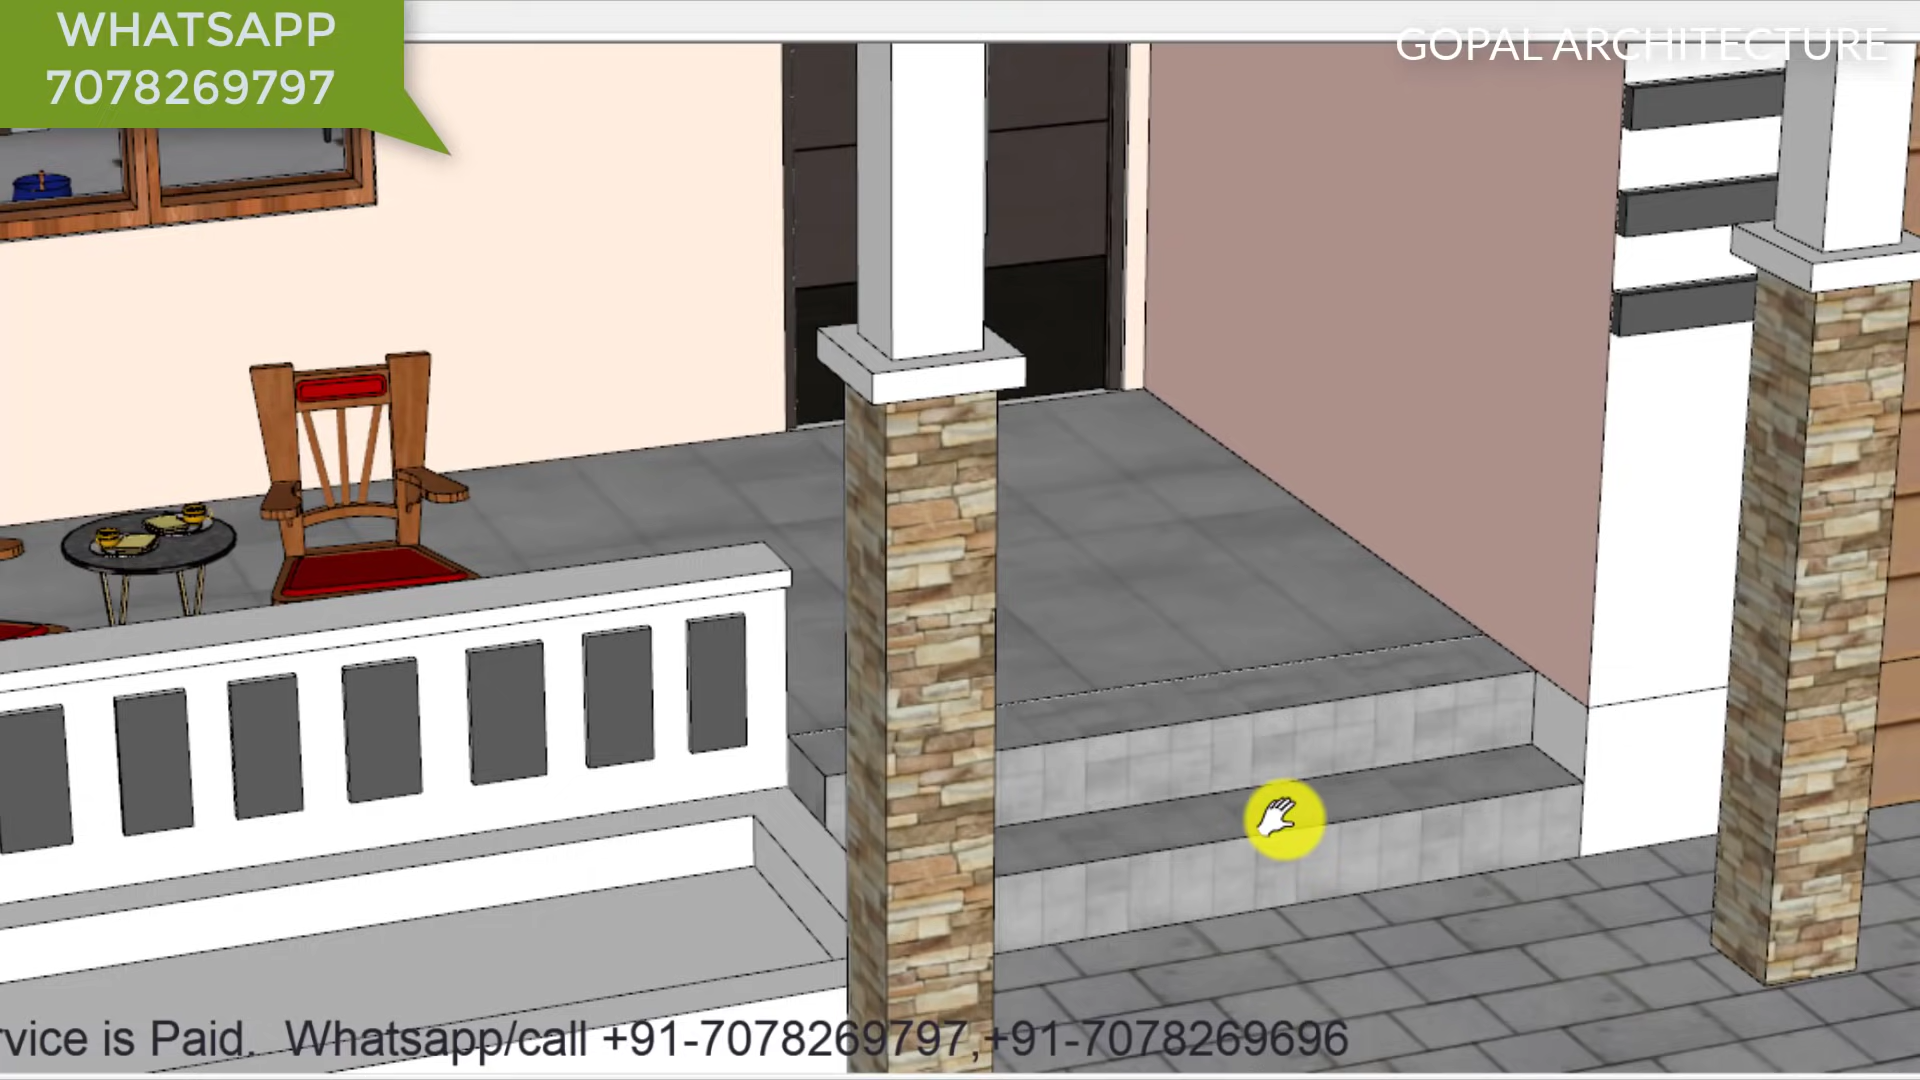 WHATSAPP
7078269797
GOPAL ARCHITECTURE
rvice is Paid.  Whatsapp/call +91-7078269797,+91-7078269696